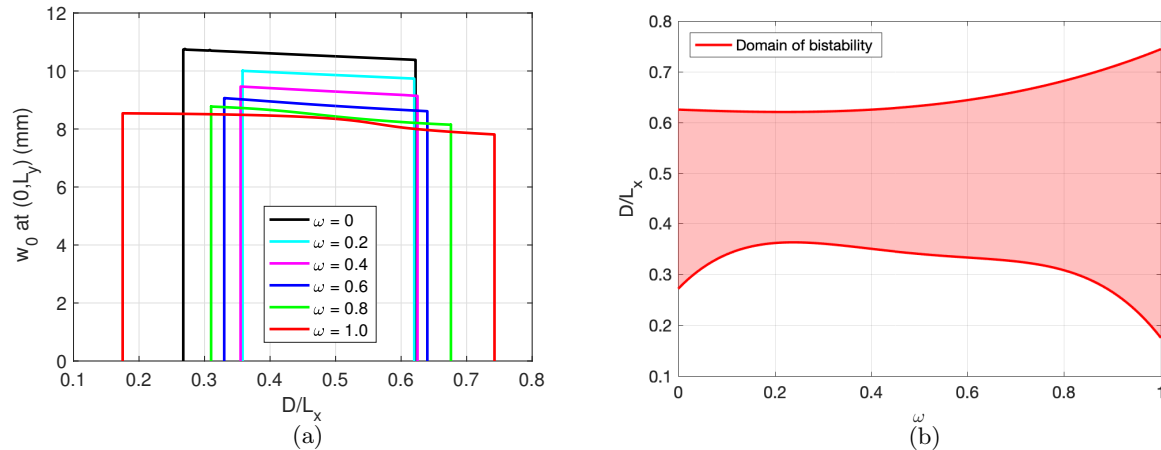 12
10
8
6
4
2
0
w0 at (0,Ly) (mm)
ω = 0
ω = 0.2
ω = 0.4
ω = 0.6
ω = 0.8
ω = 1.0
0.1 0.2 0.3 0.4 0.5 0.6 0.7 0.8
D/Lx
(a)
0.8
0.7
0.6
0.5
0.4
0.3
0.2
0.1
D/Lx
Domain of bistability
0 0.2 0.4 0.6 0.8 1
ω
(b)